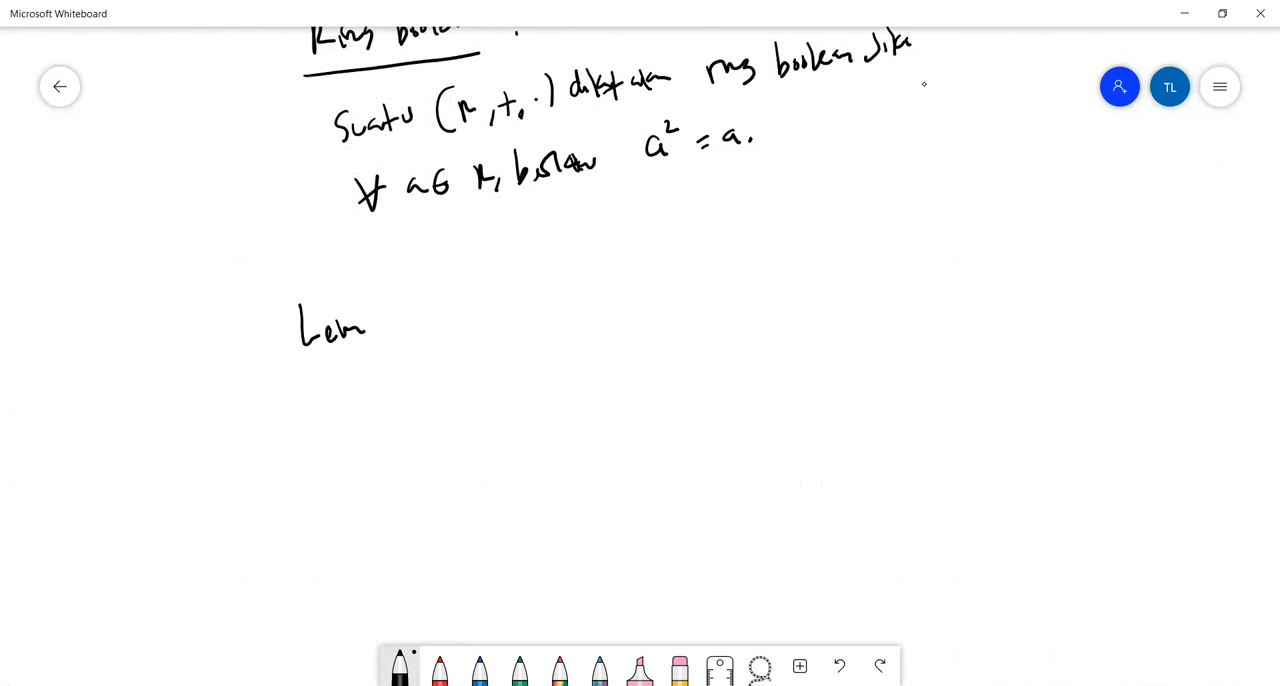 Microsoft Whiteboard
Ring boolean :
Suatu (R, +, .) dikatakan ring boolean jika
TL
∀ a ∈ R, berlaku a² = a.
Lem